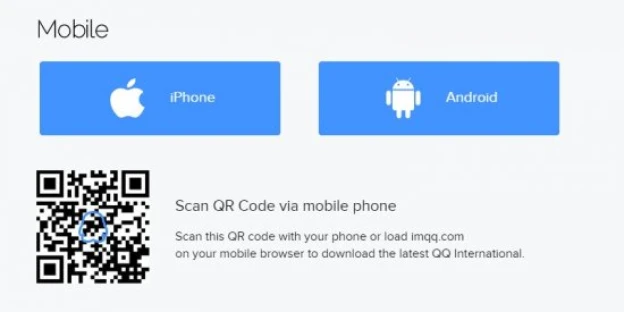 Mobile
iPhone
Android
Scan QR Code via mobile phone
Scan this QR code with your phone or load imqq.com
on your mobile browser to download the latest QQ International.